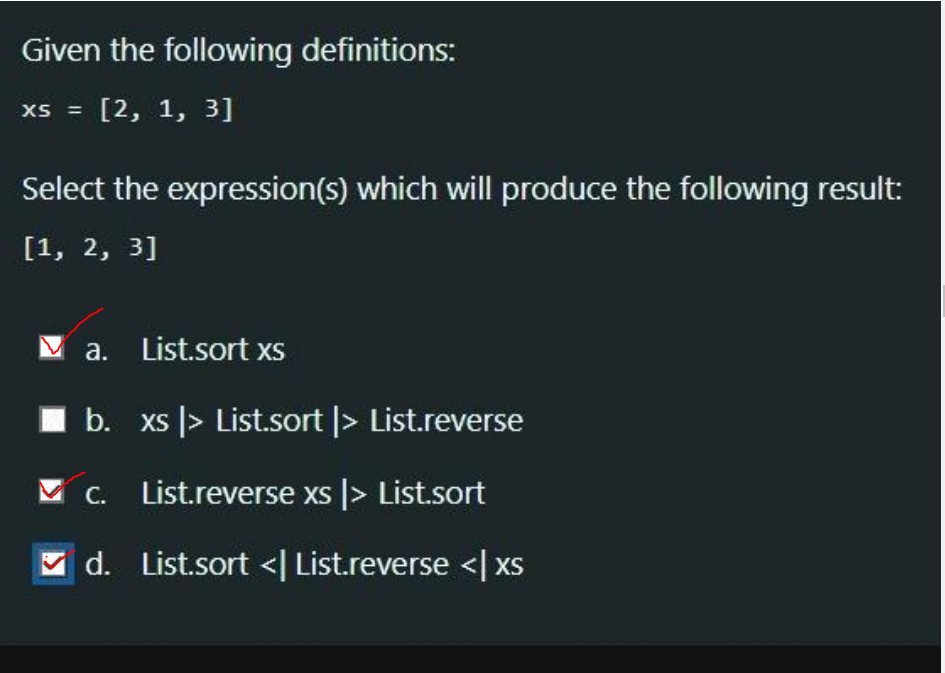 Given the following definitions:
xs = [2, 1, 3]
Select the expression(s) which will produce the following result:
[1, 2, 3]
a. List.sort xs
b. xs |> List.sort |> List.reverse
c. List.reverse xs |> List.sort
d. List.sort <| List.reverse <| xs